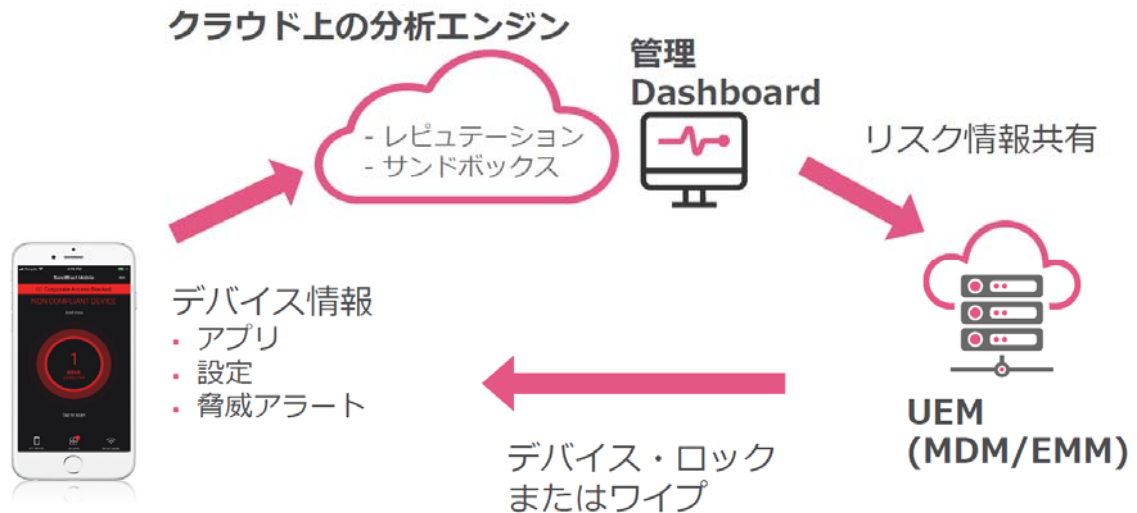 クラウド上の分析エンジン
管理
Dashboard
- レピュテーション
- サンドボックス
リスク情報共有
NON COMPLIANT DEVICE
1
デバイス情報
▪ アプリ
▪ 設定
▪ 脅威アラート
UEM
(MDM/EMM)
デバイス・ロック
またはワイプ